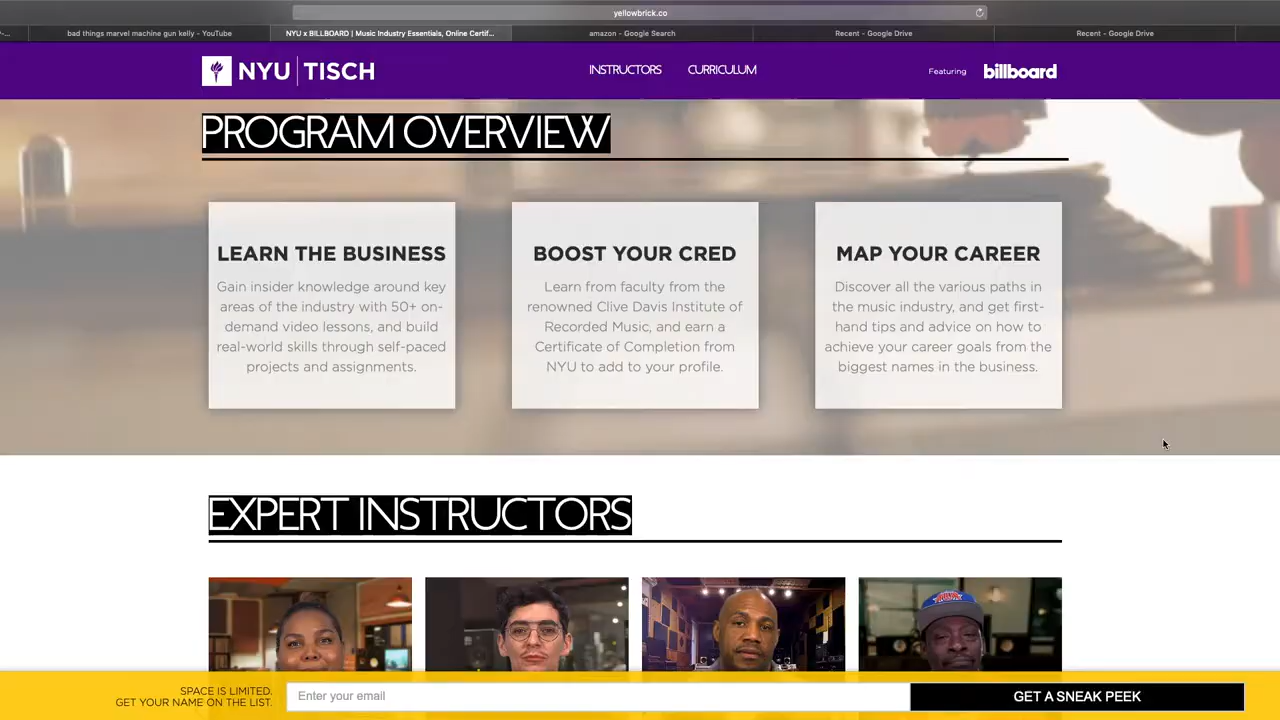 yellowbrick.co
bad things marvel machine gun kelly - YouTube
NYU x BILLBOARD | Music Industry Essentials, Online Certif...
amazon - Google Search
Recent - Google Drive
Recent - Google Drive
NYU | TISCH
INSTRUCTORS
CURRICULUM
Featuring
billboard
PROGRAM OVERVIEW
LEARN THE BUSINESS
Gain insider knowledge around key
areas of the industry with 50+ on-
demand video lessons, and build
real-world skills through self-paced
projects and assignments.
BOOST YOUR CRED
Learn from faculty from the
renowned Clive Davis Institute of
Recorded Music, and earn a
Certificate of Completion from
NYU to add to your profile.
MAP YOUR CAREER
Discover all the various paths in
the music industry, and get first-
hand tips and advice on how to
achieve your career goals from the
biggest names in the business.
EXPERT INSTRUCTORS
SPACE IS LIMITED.
GET YOUR NAME ON THE LIST.
Enter your email
GET A SNEAK PEEK